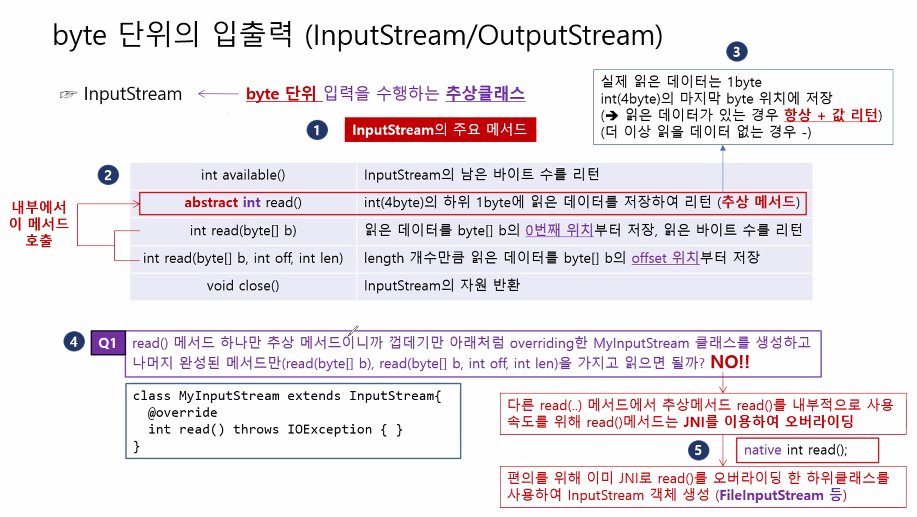 byte 단위의 입출력 (InputStream/OutputStream)
☞ InputStream
byte 단위 입력을 수행하는 추상클래스
3
실제 읽은 데이터는 1byte
int(4byte)의 마지막 byte 위치에 저장
(➔ 읽은 데이터가 있는 경우 항상 + 값 리턴)
(더 이상 읽을 데이터 없는 경우 -)
1
InputStream의 주요 메서드
2
int available() InputStream의 남은 바이트 수를 리턴
abstract int read() int(4byte)의 하위 1byte에 읽은 데이터를 저장하여 리턴 (추상 메서드)
int read(byte[] b) 읽은 데이터를 byte[] b의 0번째 위치부터 저장, 읽은 바이트 수를 리턴
int read(byte[] b, int off, int len) length 개수만큼 읽은 데이터를 byte[] b의 offset 위치부터 저장
void close() InputStream의 자원 반환
내부에서
이 메서드
호출
4
Q1
read() 메서드 하나만 추상 메서드이니까 껍데기만 아래처럼 overriding한 MyInputStream 클래스를 생성하고
나머지 완성된 메서드만(read(byte[] b), read(byte[] b, int off, int len)을 가지고 읽으면 될까? NO!!
class MyInputStream extends InputStream{
@override
int read() throws IOException { }
}
다른 read(..) 메서드에서 추상메서드 read()를 내부적으로 사용
속도를 위해 read()메서드는 JNI를 이용하여 오버라이딩
5
native int read();
편의를 위해 이미 JNI로 read()를 오버라이딩 한 하위클래스를
사용하여 InputStream 객체 생성 (FileInputStream 등)